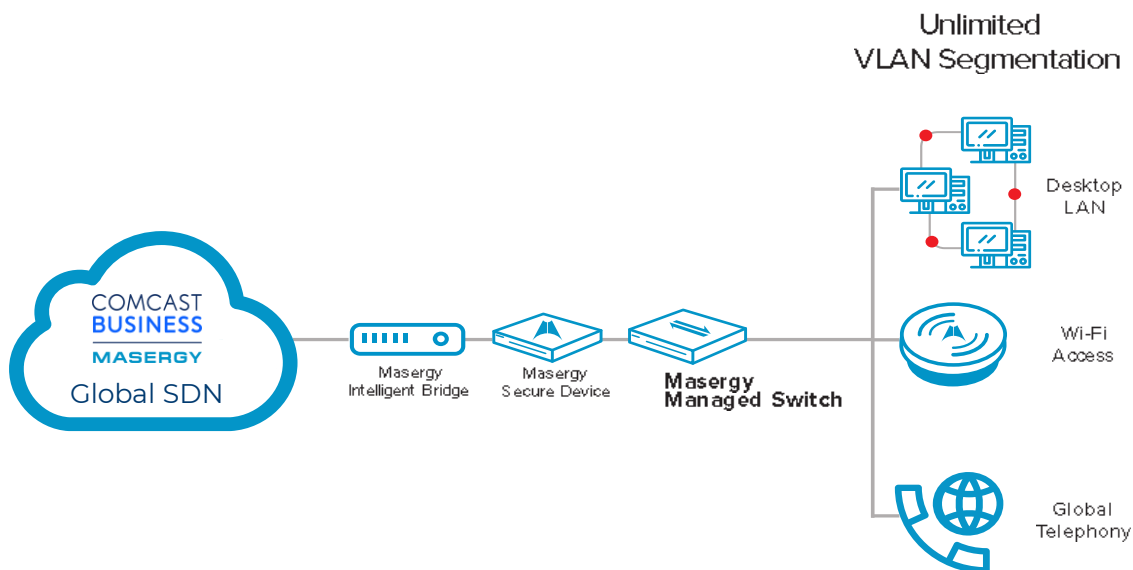 Unlimited
VLAN Segmentation
Desktop
LAN
COMCAST
BUSINESS
MASERGY
Global SDN
Masergy
Intelligent Bridge
Masergy
Secure Device
Masergy
Managed Switch
Wi-Fi
Access
Global
Telephony